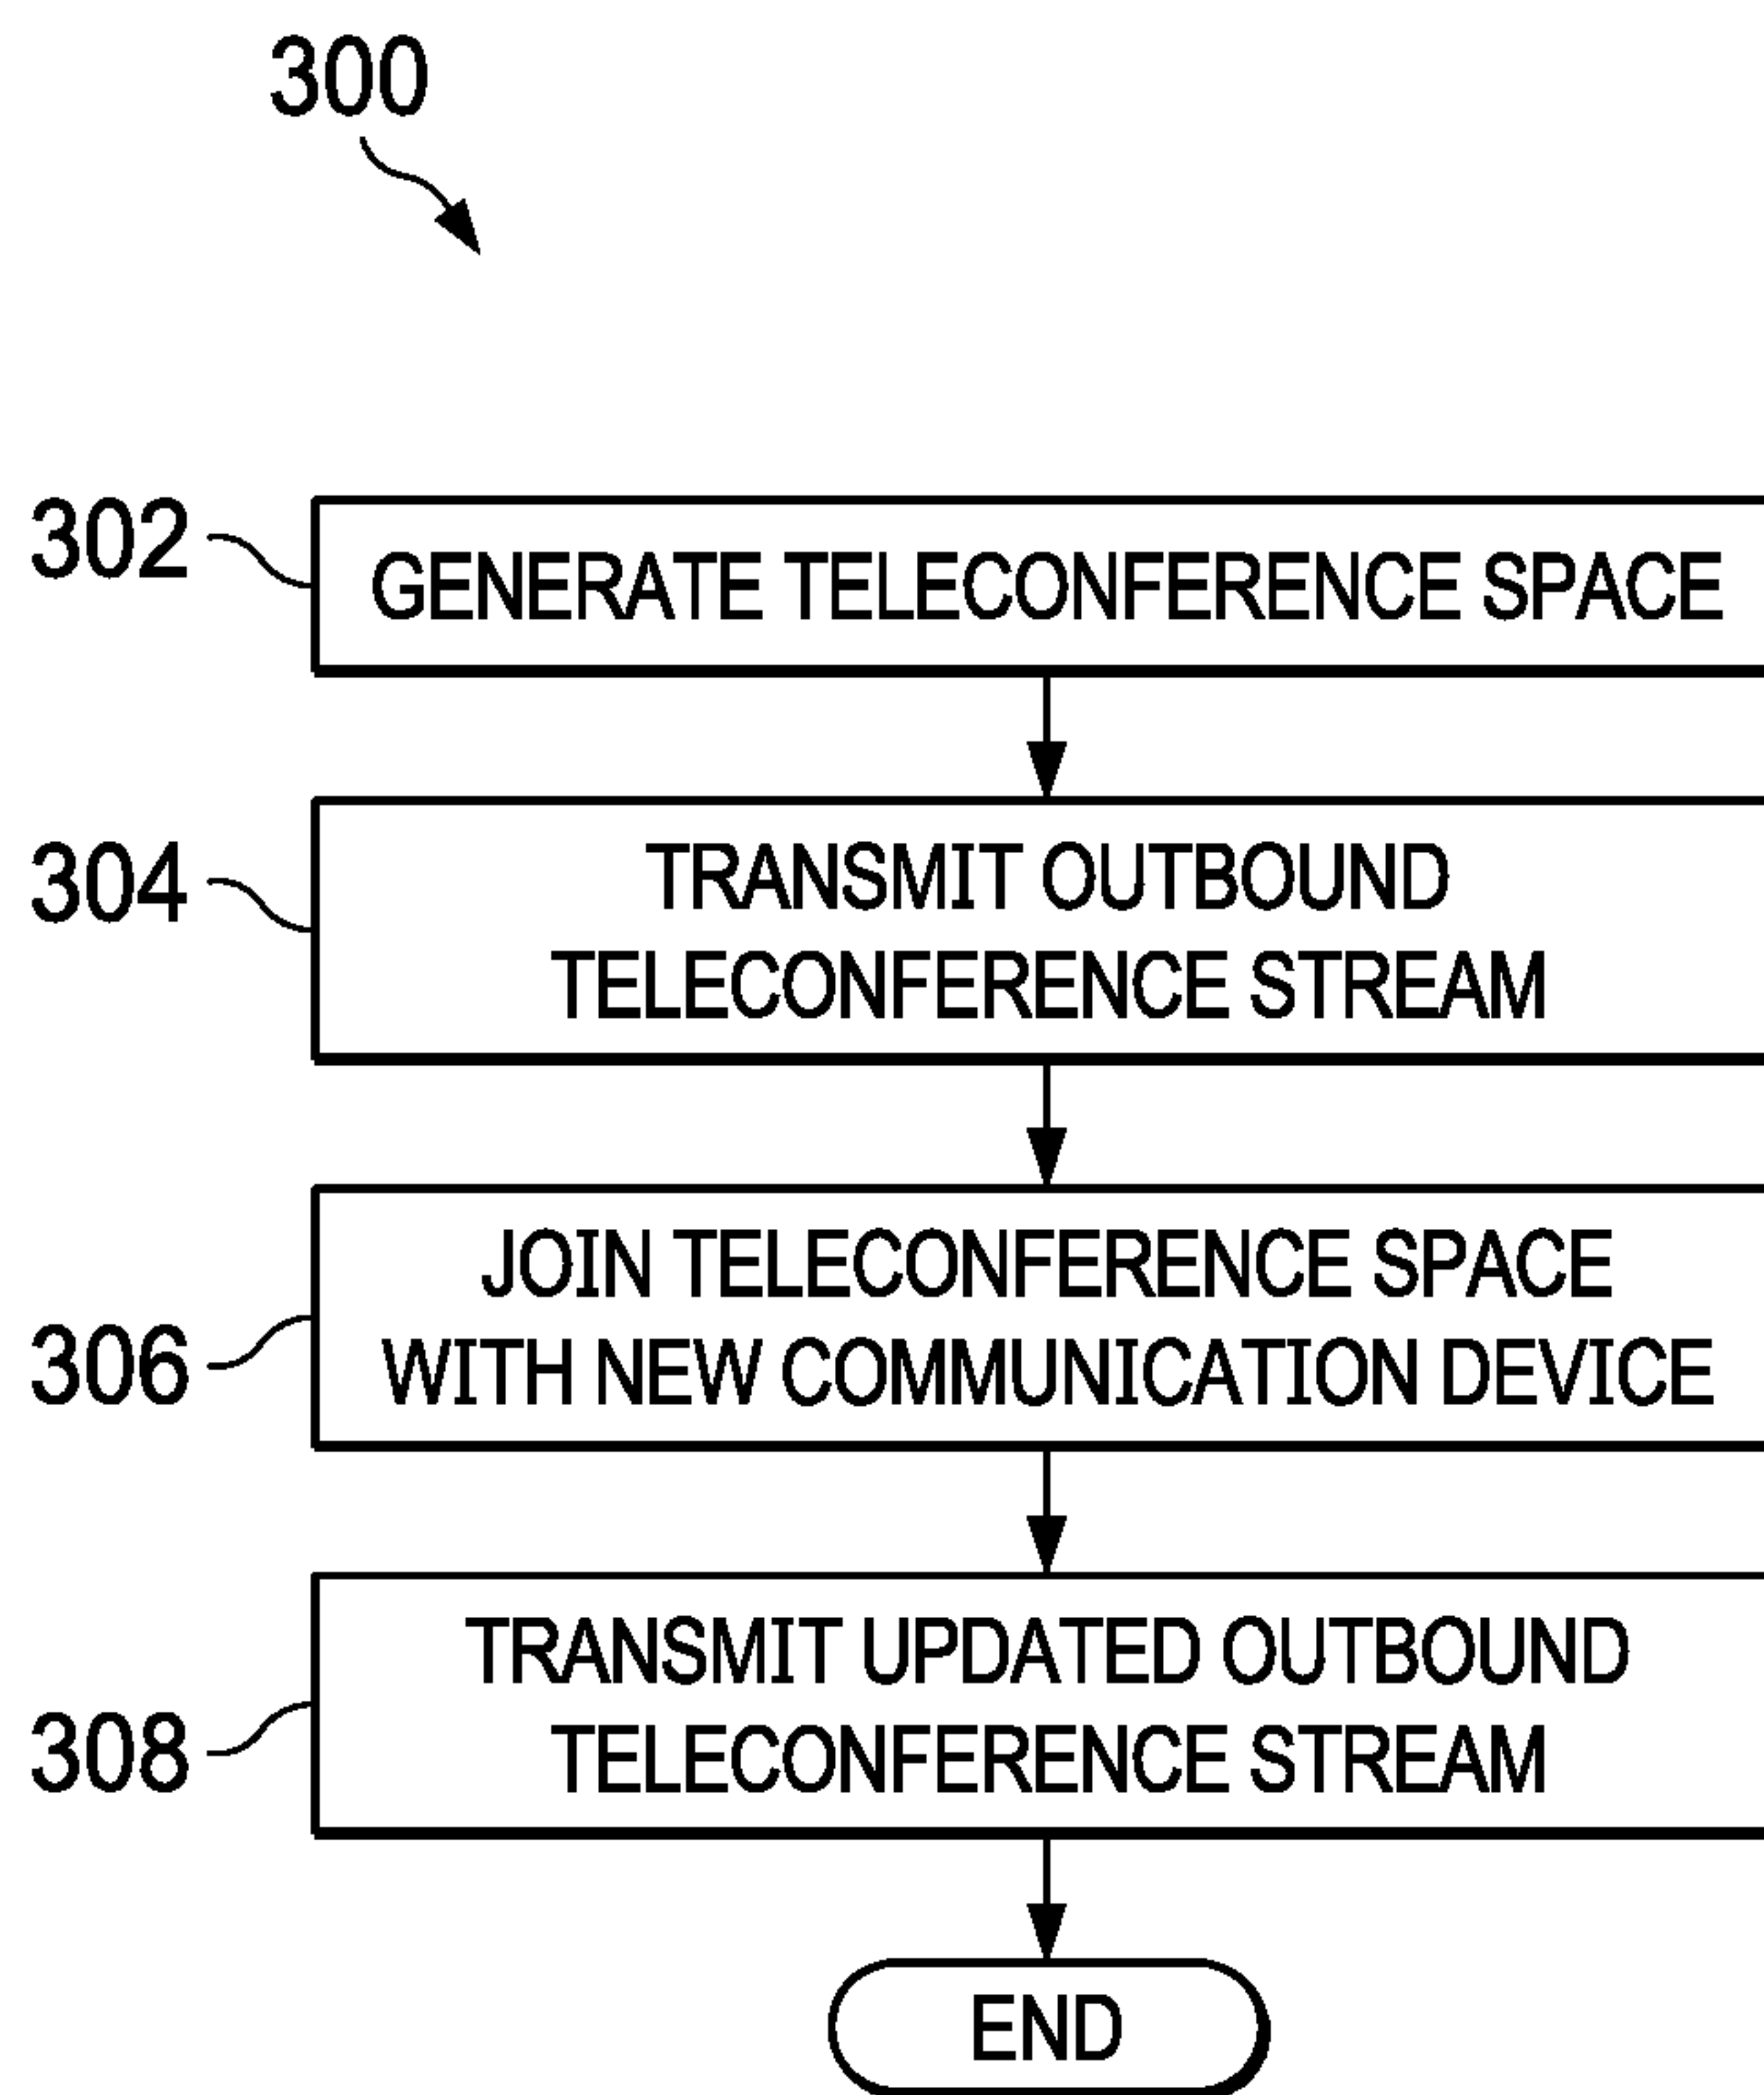 300
302
GENERATE TELECONFERENCE SPACE
304
TRANSMIT OUTBOUND
TELECONFERENCE STREAM
306
JOIN TELECONFERENCE SPACE
WITH NEW COMMUNICATION DEVICE
308
TRANSMIT UPDATED OUTBOUND
TELECONFERENCE STREAM
END